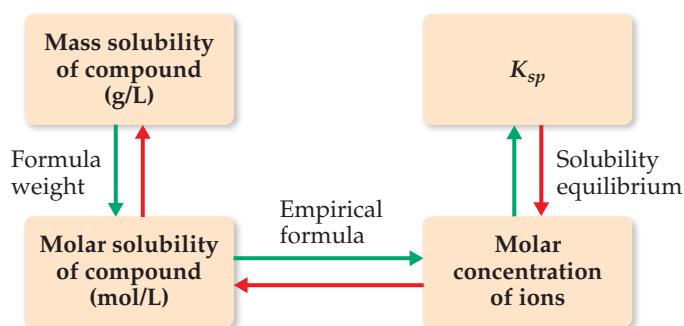 Mass solubility
of compound
(g/L)
K_sp
Formula
weight
Solubility
equilibrium
Molar solubility
of compound
(mol/L)
Empirical
formula
Molar
concentration
of ions